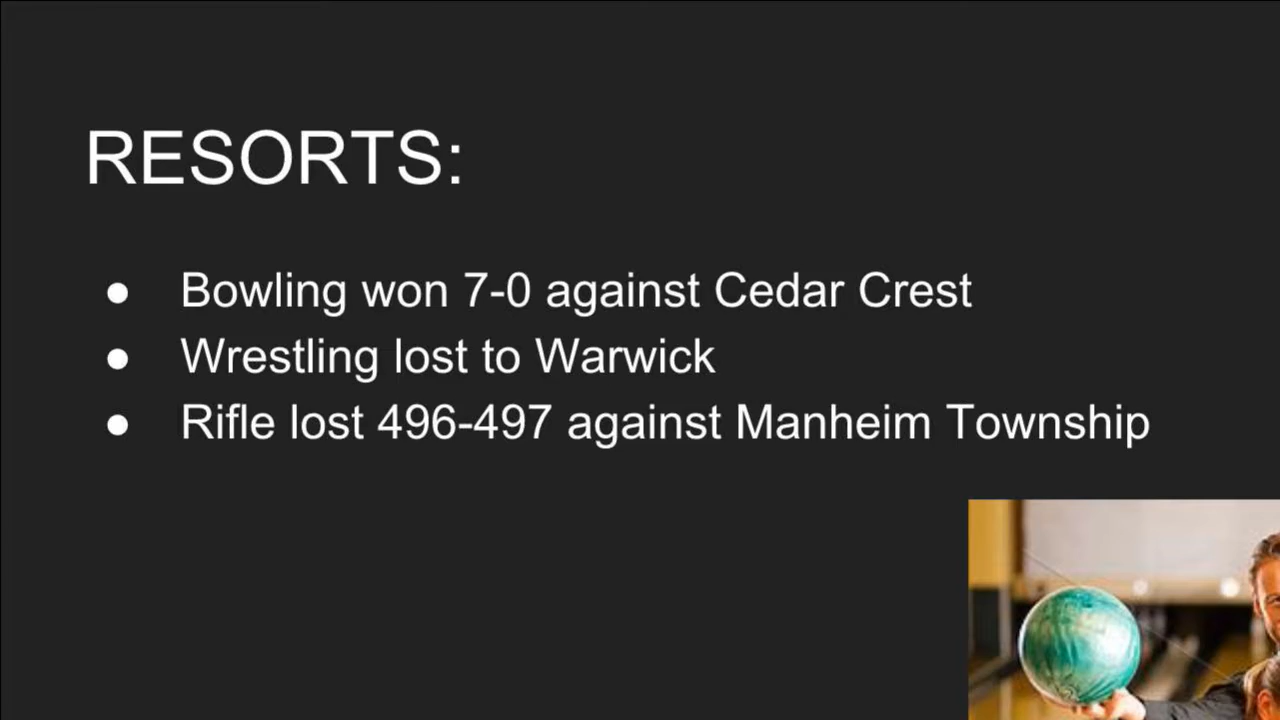 RESORTS:
● Bowling won 7-0 against Cedar Crest
● Wrestling lost to Warwick
● Rifle lost 496-497 against Manheim Township